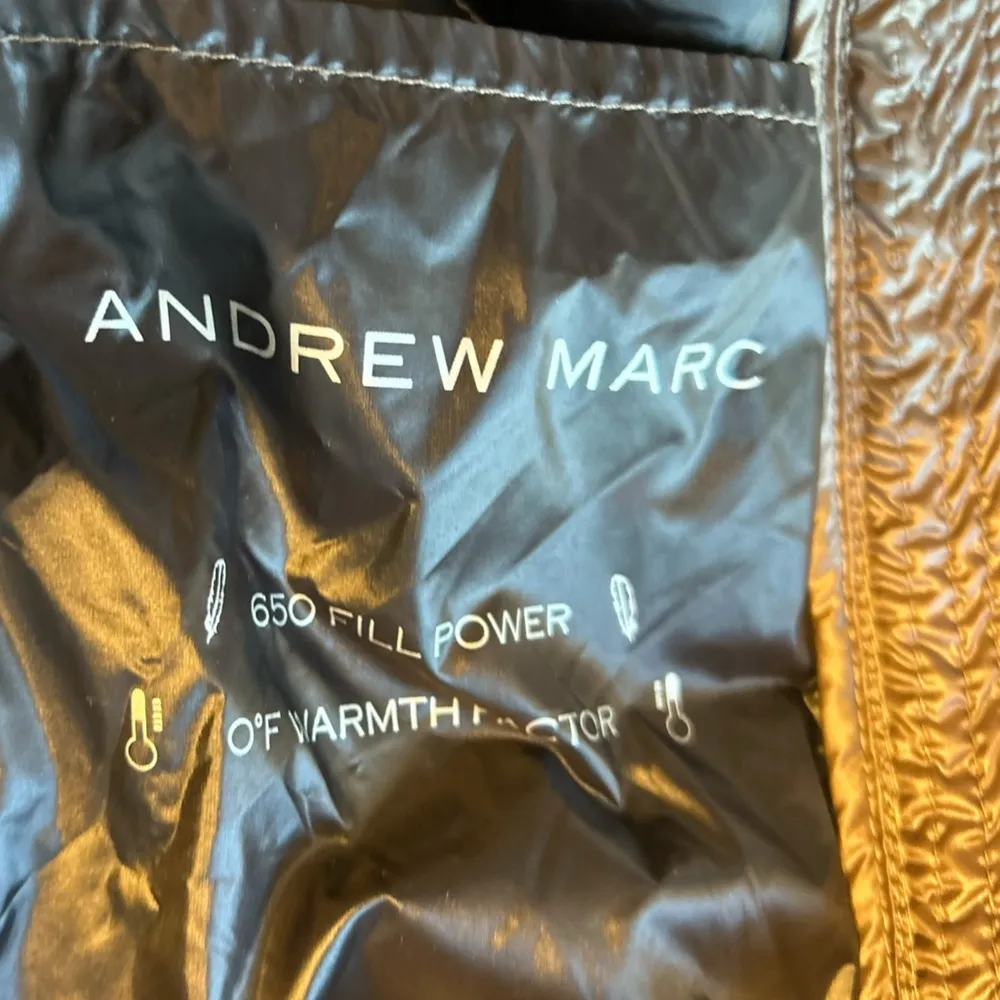 ANDREW MARC
650 FILL POWER
0°F WARMTH FACTOR